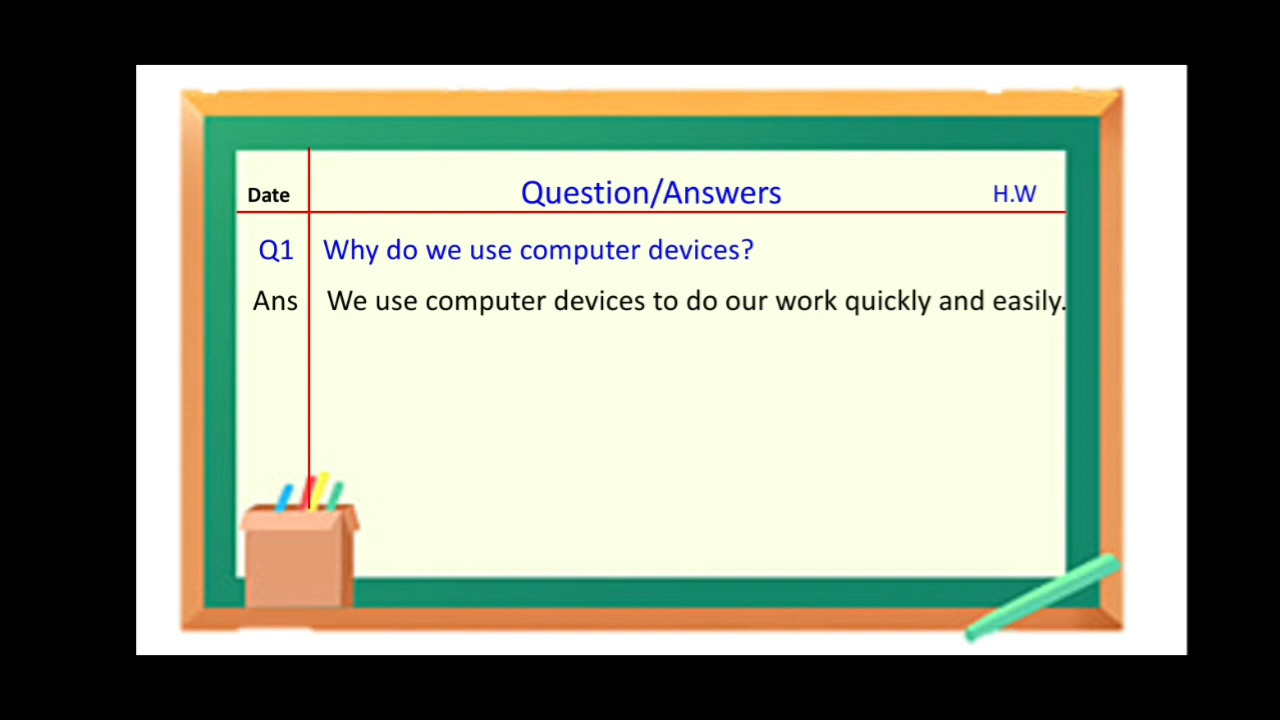 Date Question/Answers H.W
Q1 Why do we use computer devices?
Ans We use computer devices to do our work quickly and easily.